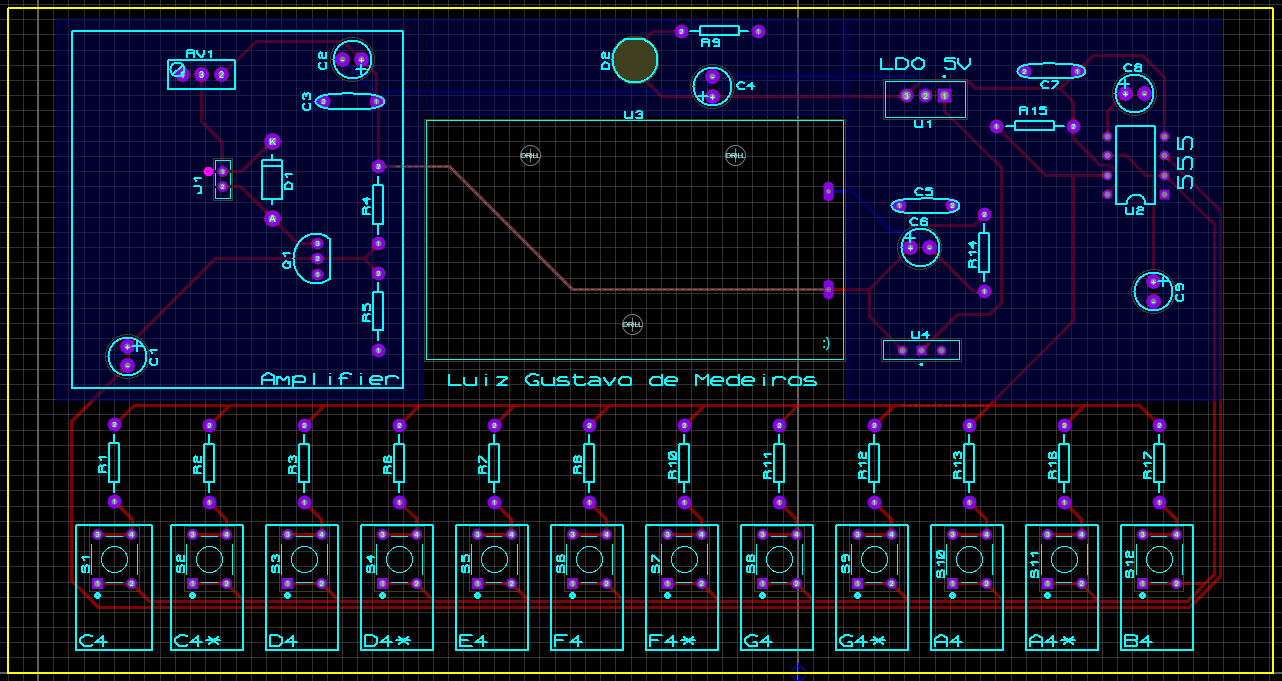 RV1
C2
C3
D2
R9
C4
LDO 5V
U1
C7
C8
R15
555
U2
U3
DRILL
DRILL
J1
K
D1
A
R4
Q1
R5
C1
C5
C6
R14
C9
DRILL
U4
:)
Amplifier
Luiz Gustavo de Medeiros
R1 R2 R3 R6 R7 R8 R10 R11 R12 R13 R16 R17
S1 S2 S3 S4 S5 S6 S7 S8 S9 S10 S11 S12
C4 C4* D4 D4* E4 F4 F4* G4 G4* A4 A4* B4